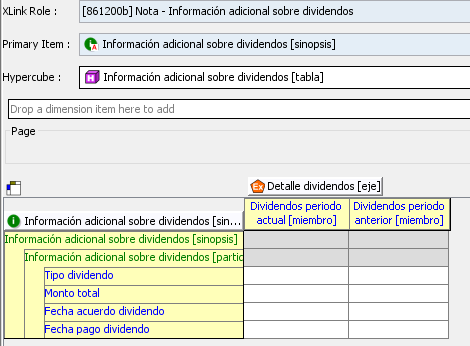 XLink Role : [861200b] Nota - Información adicional sobre dividendos
Primary Item : Información adicional sobre dividendos [sinopsis]
Hypercube : Información adicional sobre dividendos [tabla]
Drop a dimension item here to add
Page
Detalle dividendos [eje]
Información adicional sobre dividendos [sin...
Dividendos periodo actual [miembro]
Dividendos periodo anterior [miembro]
Información adicional sobre dividendos [sinopsis]
Información adicional sobre dividendos [partic
Tipo dividendo
Monto total
Fecha acuerdo dividendo
Fecha pago dividendo